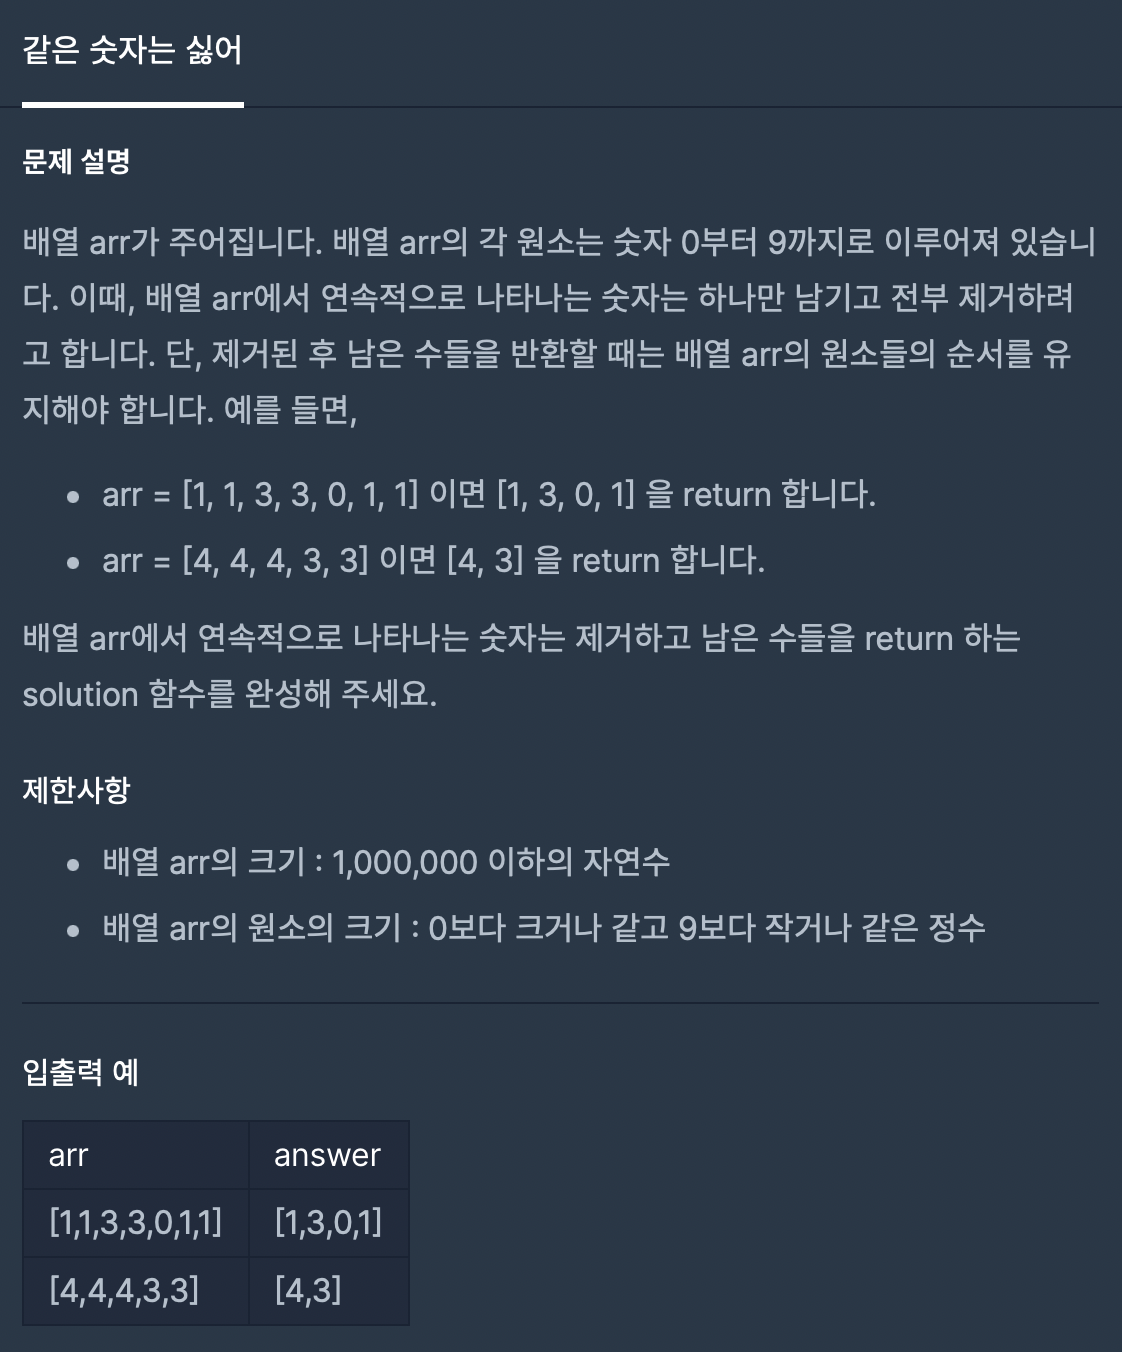 같은 숫자는 싫어
문제 설명
배열 arr가 주어집니다. 배열 arr의 각 원소는 숫자 0부터 9까지로 이루어져 있습니
다. 이때, 배열 arr에서 연속적으로 나타나는 숫자는 하나만 남기고 전부 제거하려
고 합니다. 단, 제거된 후 남은 수들을 반환할 때는 배열 arr의 원소들의 순서를 유
지해야 합니다. 예를 들면,
• arr = [1, 1, 3, 3, 0, 1, 1] 이면 [1, 3, 0, 1] 을 return 합니다.
• arr = [4, 4, 4, 3, 3] 이면 [4, 3] 을 return 합니다.
배열 arr에서 연속적으로 나타나는 숫자는 제거하고 남은 수들을 return 하는
solution 함수를 완성해 주세요.
제한사항
• 배열 arr의 크기 : 1,000,000 이하의 자연수
• 배열 arr의 원소의 크기 : 0보다 크거나 같고 9보다 작거나 같은 정수
입출력 예
arr answer
[1,1,3,3,0,1,1] [1,3,0,1]
[4,4,4,3,3] [4,3]